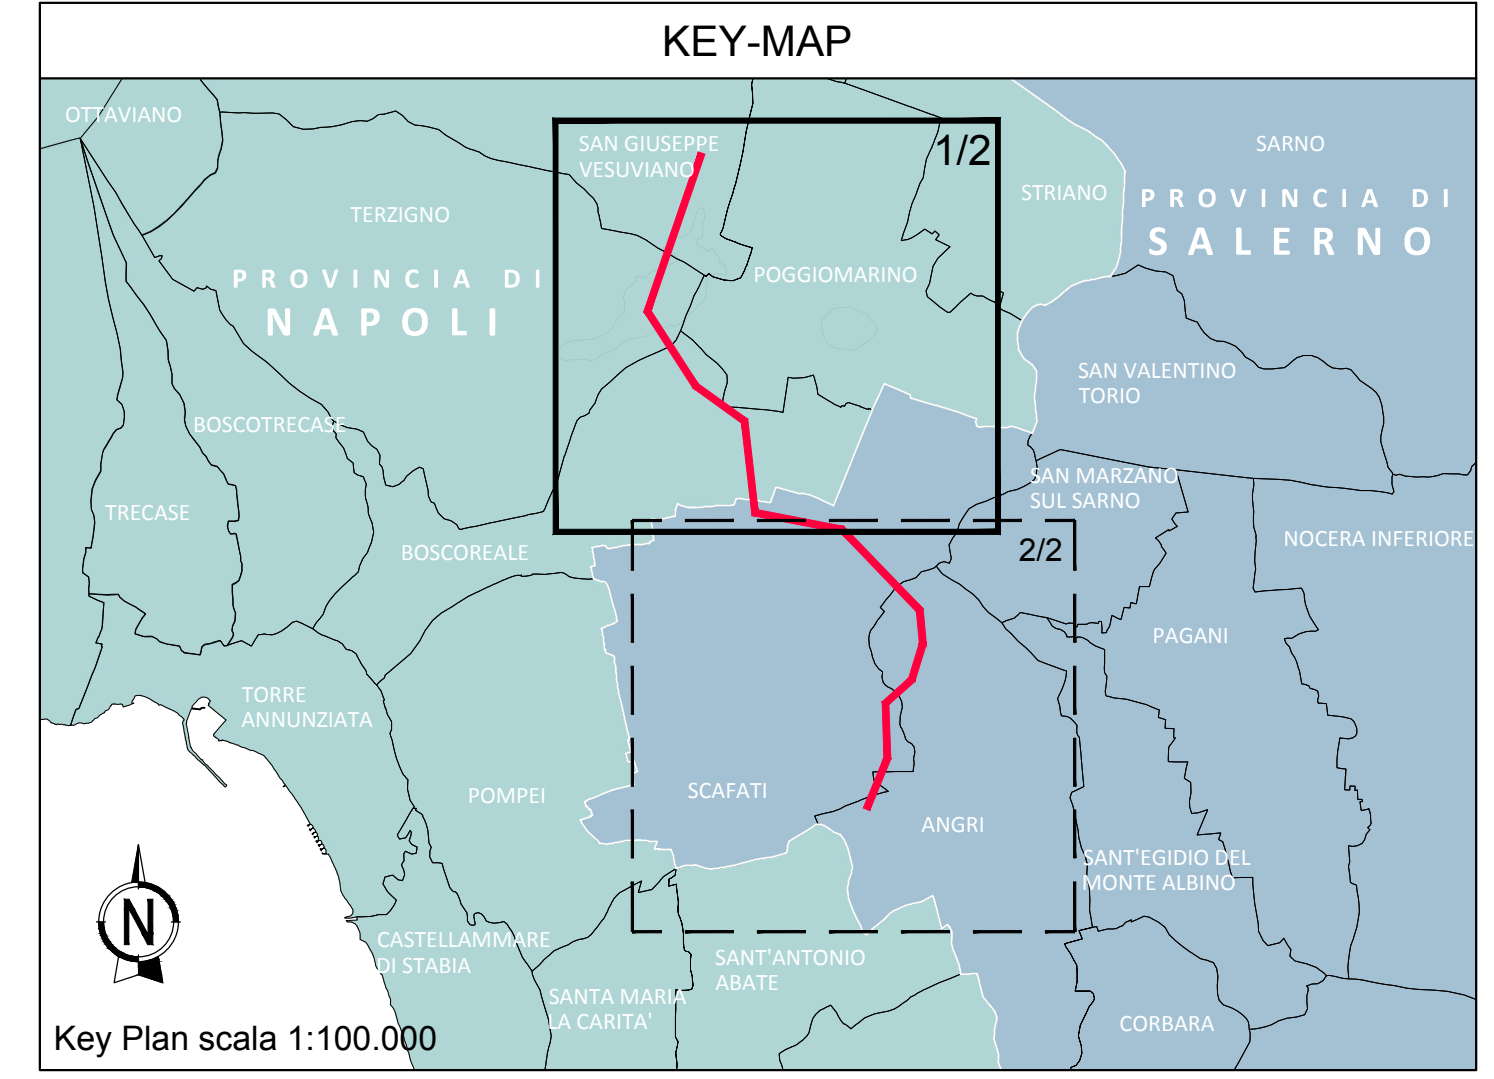 KEY-MAP
OTTAVIANO
SAN GIUSEPPE
VESUVIANO
1/2
SARNO
STRIANO
PROVINCIA DI
SALERNO
TERZIGNO
PROVINCIA DI
NAPOLI
POGGIOMARINO
SAN VALENTINO
TORIO
BOSCOTRECASE
SAN MARZANO
SUL SARNO
TRECASE
BOSCOREALE
2/2
NOCERA INFERIORE
PAGANI
TORRE
ANNUNZIATA
POMPEI
SCAFATI
ANGRI
SANT'EGIDIO DEL
MONTE ALBINO
N
CASTELLAMMARE
DI STABIA
SANT'ANTONIO
ABATE
SANTA MARIA
LA CARITA'
CORBARA
Key Plan scala 1:100.000